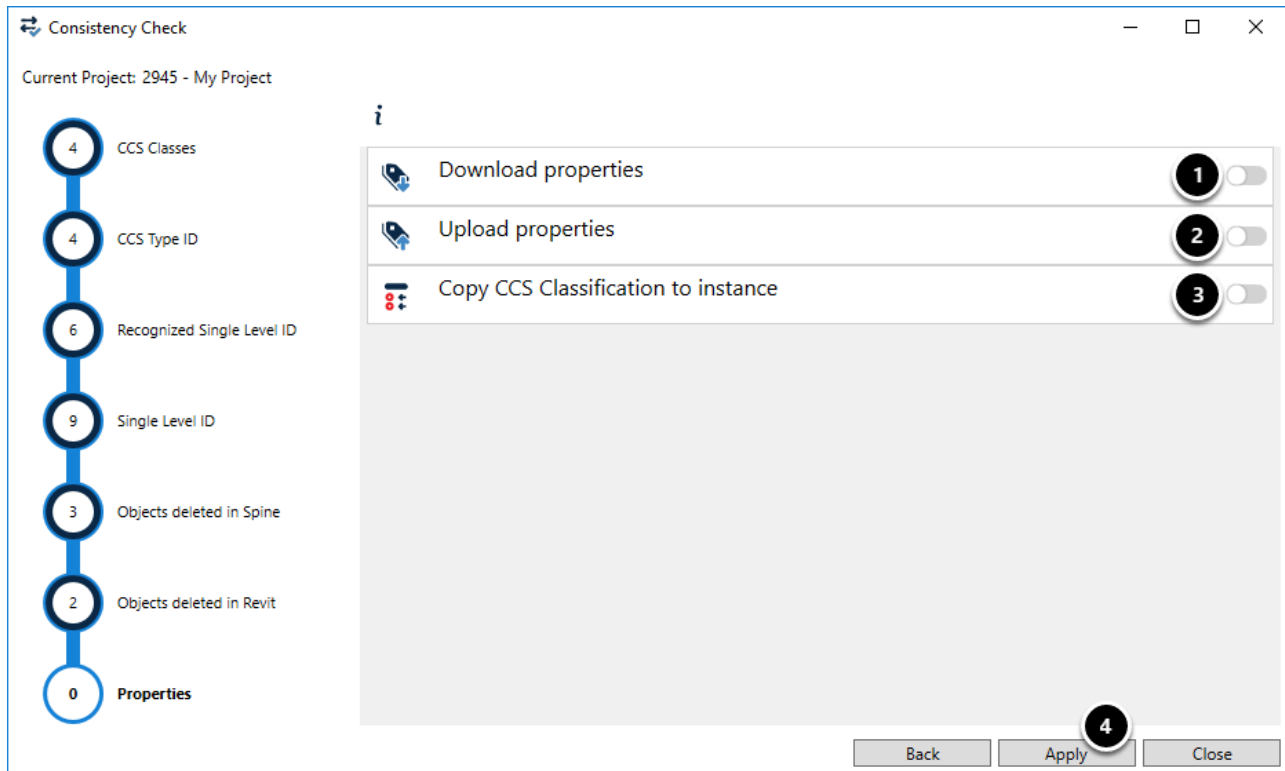 Consistency Check
Current Project: 2945 - My Project
i
4 CCS Classes
4 CCS Type ID
6 Recognized Single Level ID
9 Single Level ID
3 Objects deleted in Spine
2 Objects deleted in Revit
0 Properties
Download properties 1
Upload properties 2
Copy CCS Classification to instance 3
4
Back Apply Close